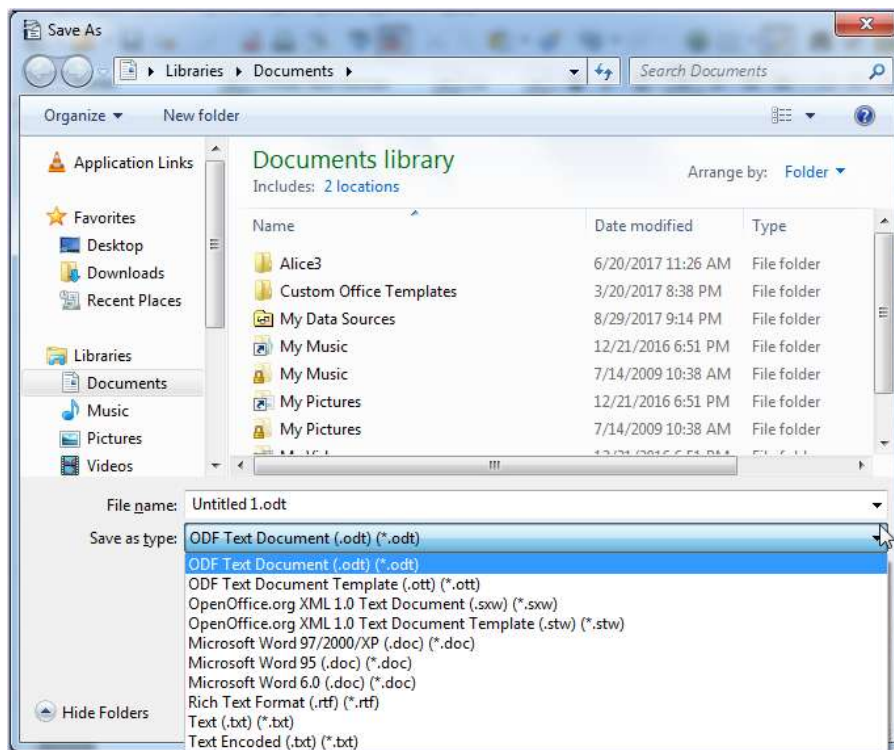 Save As
Libraries Documents
Search Documents
Organize New folder
Application Links
Favorites
Desktop
Downloads
Recent Places
Libraries
Documents
Music
Pictures
Videos
Documents library
Includes: 2 locations
Arrange by: Folder
Name Date modified Type
Alice3 6/20/2017 11:26 AM File folder
Custom Office Templates 3/20/2017 8:38 PM File folder
My Data Sources 8/29/2017 9:14 PM File folder
My Music 12/21/2016 6:51 PM File folder
My Music 7/14/2009 10:38 AM File folder
My Pictures 12/21/2016 6:51 PM File folder
My Pictures 7/14/2009 10:38 AM File folder
File name: Untitled 1.odt
Save as type: ODF Text Document (.odt) (*.odt)
ODF Text Document (.odt) (*.odt)
ODF Text Document Template (.ott) (*.ott)
OpenOffice.org XML 1.0 Text Document (.sxw) (*.sxw)
OpenOffice.org XML 1.0 Text Document Template (.stw) (*.stw)
Microsoft Word 97/2000/XP (.doc) (*.doc)
Microsoft Word 95 (.doc) (*.doc)
Microsoft Word 6.0 (.doc) (*.doc)
Rich Text Format (.rtf) (*.rtf)
Text (.txt) (*.txt)
Text Encoded (.txt) (*.txt)
Hide Folders